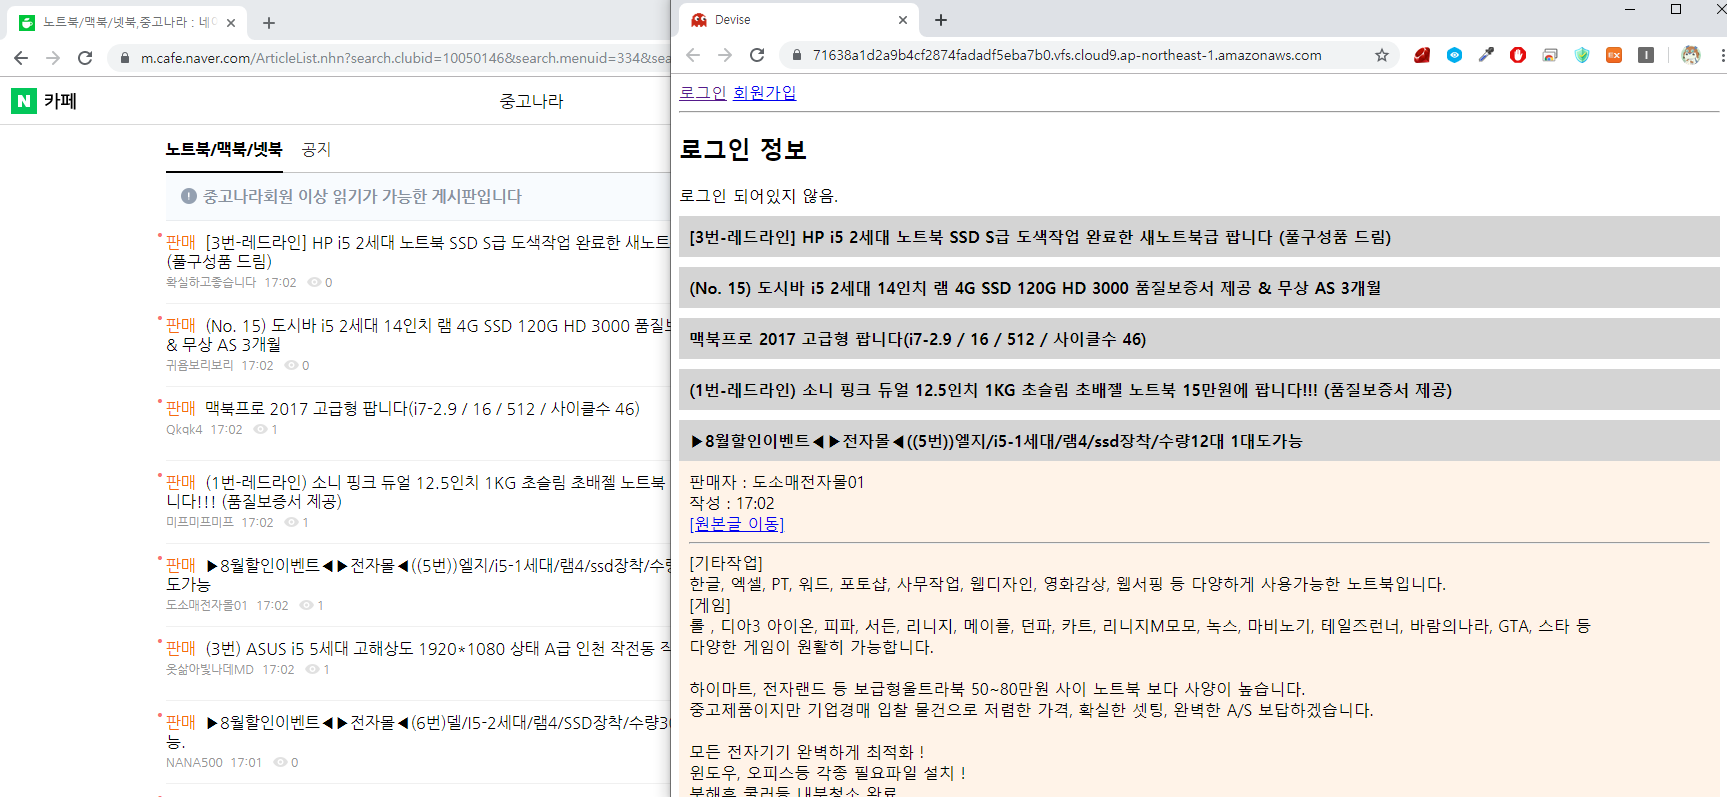 노트북/맥북/넷북,중고나라 : 네이
m.cafe.naver.com/ArticleList.nhn?search.clubid=10050146&search.menuid=334&sea
N 카페
중고나라
노트북/맥북/넷북 공지
중고나라회원 이상 읽기가 가능한 게시판입니다
판매 [3번-레드라인] HP i5 2세대 노트북 SSD S급 도색작업 완료한 새노트
(풀구성품 드림)
확실하고좋습니다 17:02 0
판매 (No. 15) 도시바 i5 2세대 14인치 램 4G SSD 120G HD 3000 품질보
& 무상 AS 3개월
귀욤보리보리 17:02 0
판매 맥북프로 2017 고급형 팝니다(i7-2.9 / 16 / 512 / 사이클수 46)
Qkqk4 17:02 1
판매 (1번-레드라인) 소니 핑크 듀얼 12.5인치 1KG 초슬림 초배젤 노트북
니다!!! (품질보증서 제공)
미프미프미프 17:02 1
판매 ▶8월할인이벤트◀▶전자몰◀((5번))엘지/i5-1세대/램4/ssd장착/수량
도가능
도소매전자몰01 17:02 1
판매 (3번) ASUS i5 5세대 고해상도 1920*1080 상태 A급 인천 작전동 직
옷삶아빛나데MD 17:02 1
판매 ▶8월할인이벤트◀▶전자몰◀(6번)델/I5-2세대/램4/SSD장착/수량30
능.
NANA500 17:01 0
Devise
71638a1d2a9b4cf2874fadadf5eba7b0.vfs.cloud9.ap-northeast-1.amazonaws.com
로그인 회원가입
로그인 정보
로그인 되어있지 않음.
[3번-레드라인] HP i5 2세대 노트북 SSD S급 도색작업 완료한 새노트북급 팝니다 (풀구성품 드림)
(No. 15) 도시바 i5 2세대 14인치 램 4G SSD 120G HD 3000 품질보증서 제공 & 무상 AS 3개월
맥북프로 2017 고급형 팝니다(i7-2.9 / 16 / 512 / 사이클수 46)
(1번-레드라인) 소니 핑크 듀얼 12.5인치 1KG 초슬림 초배젤 노트북 15만원에 팝니다!!! (품질보증서 제공)
▶8월할인이벤트◀▶전자몰◀((5번))엘지/i5-1세대/램4/ssd장착/수량12대 1대도가능
판매자 : 도소매전자몰01
작성 : 17:02
[원본글 이동]
[기타작업]
한글, 엑셀, PT, 워드, 포토샵, 사무작업, 웹디자인, 영화감상, 웹서핑 등 다양하게 사용가능한 노트북입니다.
[게임]
롤 , 디아3 아이온, 피파, 서든, 리니지, 메이플, 던파, 카트, 리니지M모모, 녹스, 마비노기, 테일즈런너, 바람의나라, GTA, 스타 등
다양한 게임이 원활히 가능합니다.
하이마트, 전자랜드 등 보급형울트라북 50~80만원 사이 노트북 보다 사양이 높습니다.
중고제품이지만 기업경매 입찰 물건으로 저렴한 가격, 확실한 셋팅, 완벽한 A/S 보답하겠습니다.
모든 전자기기 완벽하게 최적화 !
윈도우, 오피스등 각종 필요파일 설치 !
분해후 쿨러등 내부청소 완료